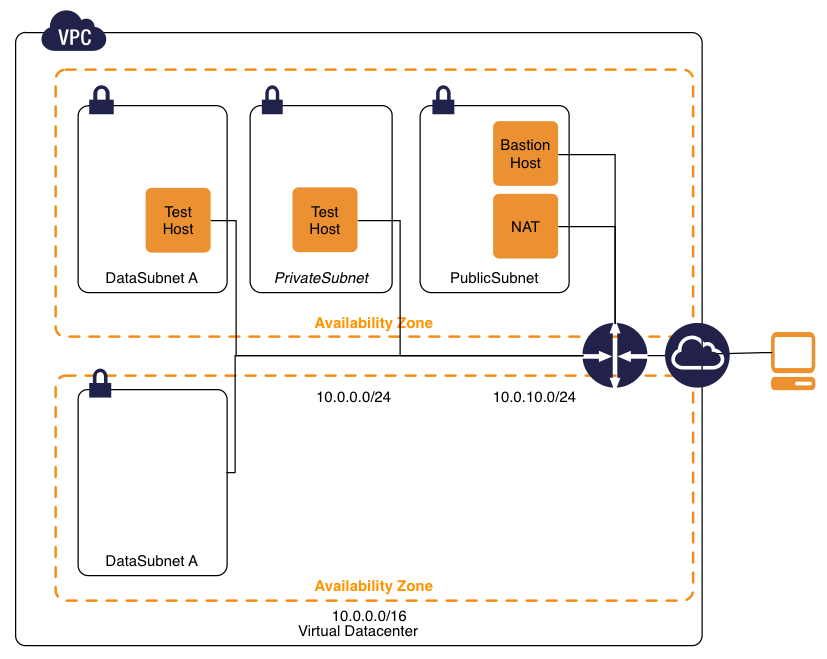 VPC
Bastion
Host
Test
Host
Test
Host
NAT
DataSubnet A
PrivateSubnet
PublicSubnet
Availability Zone
10.0.0.0/24
10.0.10.0/24
DataSubnet A
Availability Zone
10.0.0.0/16
Virtual Datacenter